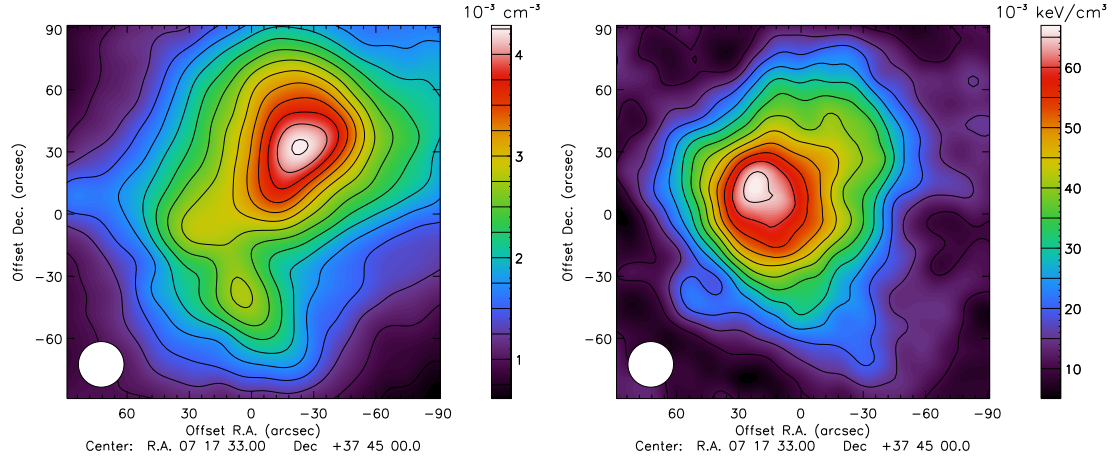 10⁻³ cm⁻³
10⁻³ keV/cm³
90
60
30
0
−30
−60
Offset Dec. (arcsec)
60 30 0 −30 −60 −90
Offset R.A. (arcsec)
Center: R.A. 07 17 33.00 Dec +37 45 00.0
4
3
2
1
90
60
30
0
−30
−60
Offset Dec. (arcsec)
60 30 0 −30 −60 −90
Offset R.A. (arcsec)
Center: R.A. 07 17 33.00 Dec +37 45 00.0
60
50
40
30
20
10